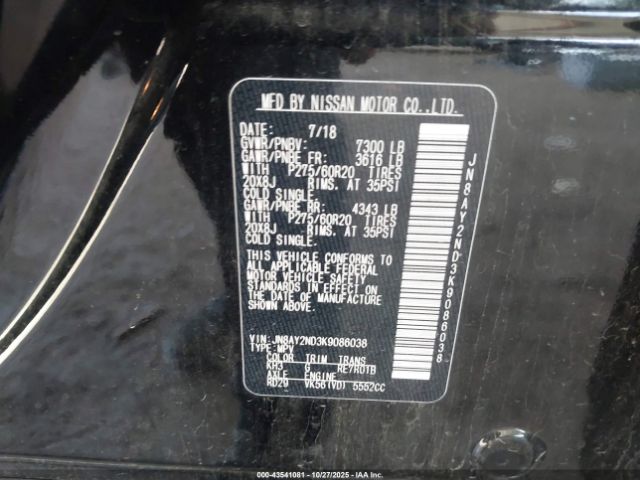 MFD BY NISSAN MOTOR CO.,LTD.
DATE: 7/18
GVWR/PNBV: 7300 LB
GAWR/PNBE FR: 3616 LB
WITH P275/60R20 TIRES
20X8J RIMS. AT 35PSI
COLD SINGLE.
GAWR/PNBE RR: 4343 LB
WITH P275/60R20 TIRES
20X8J RIMS. AT 35PSI
COLD SINGLE.
THIS VEHICLE CONFORMS TO
ALL APPLICABLE FEDERAL
MOTOR VEHICLE SAFETY
STANDARDS IN EFFECT ON
THE DATE OF MANUFACTURE
SHOWN ABOVE.
VIN: JN8AY2ND3K9086038
TYPE: MPV
COLOR TRIM TRANS
KH3 G RE7R01B
AXLE ENGINE
RD29 VK56(VD) 5552CC
JN8AY2ND3K9086038
000-43541081 - 10/27/2025 - IAA Inc.